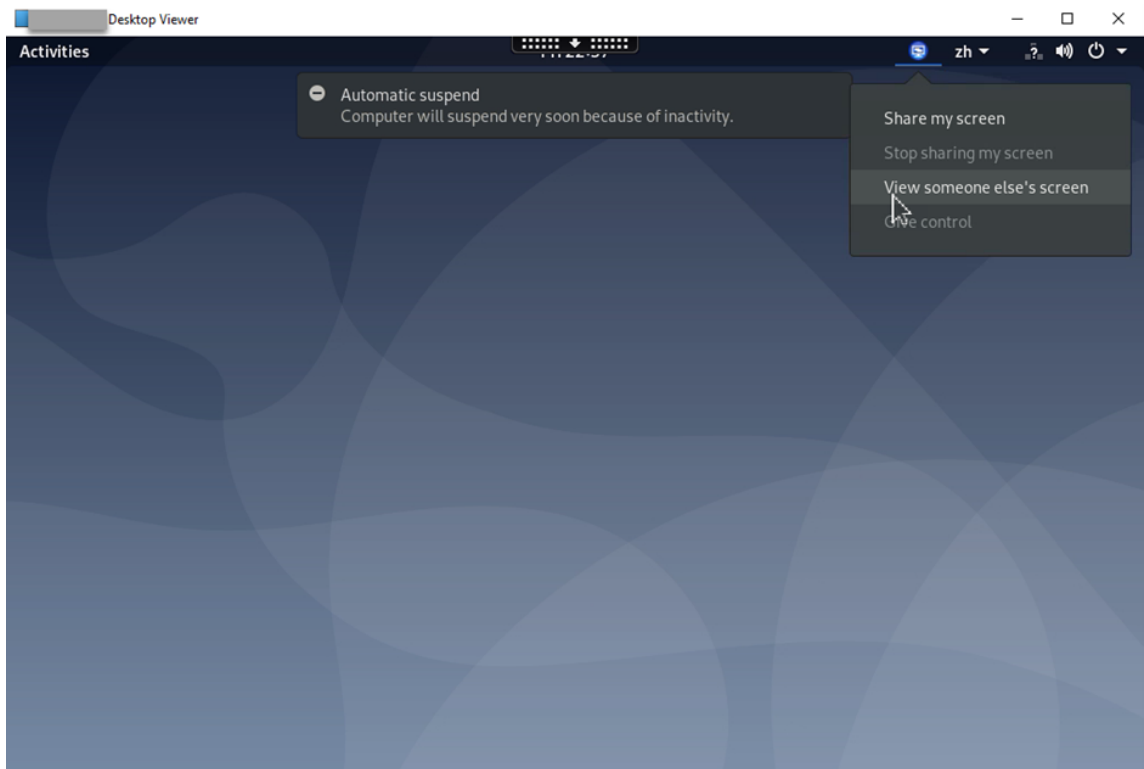 Desktop Viewer
Activities
zh
Automatic suspend
Computer will suspend very soon because of inactivity.
Share my screen
Stop sharing my screen
View someone else's screen
Give control